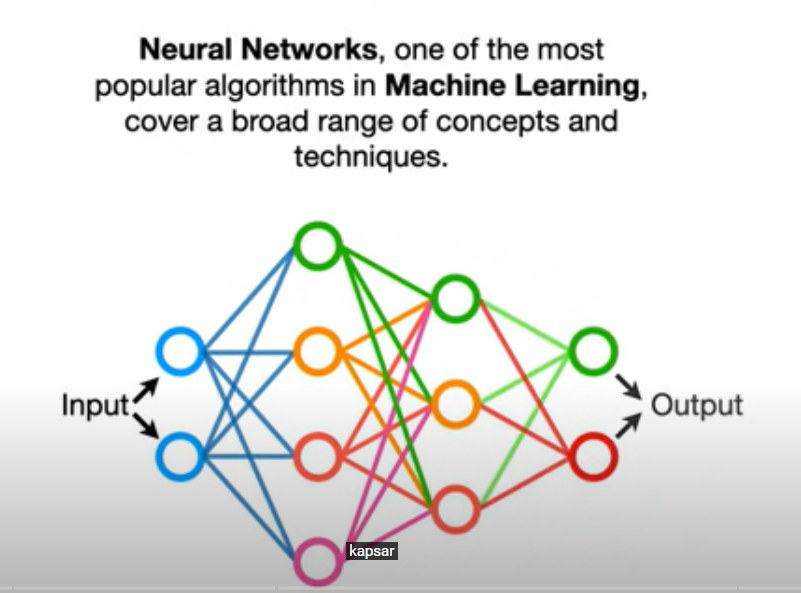 Neural Networks, one of the most
popular algorithms in Machine Learning,
cover a broad range of concepts and
techniques.
Input
Output
kapsar